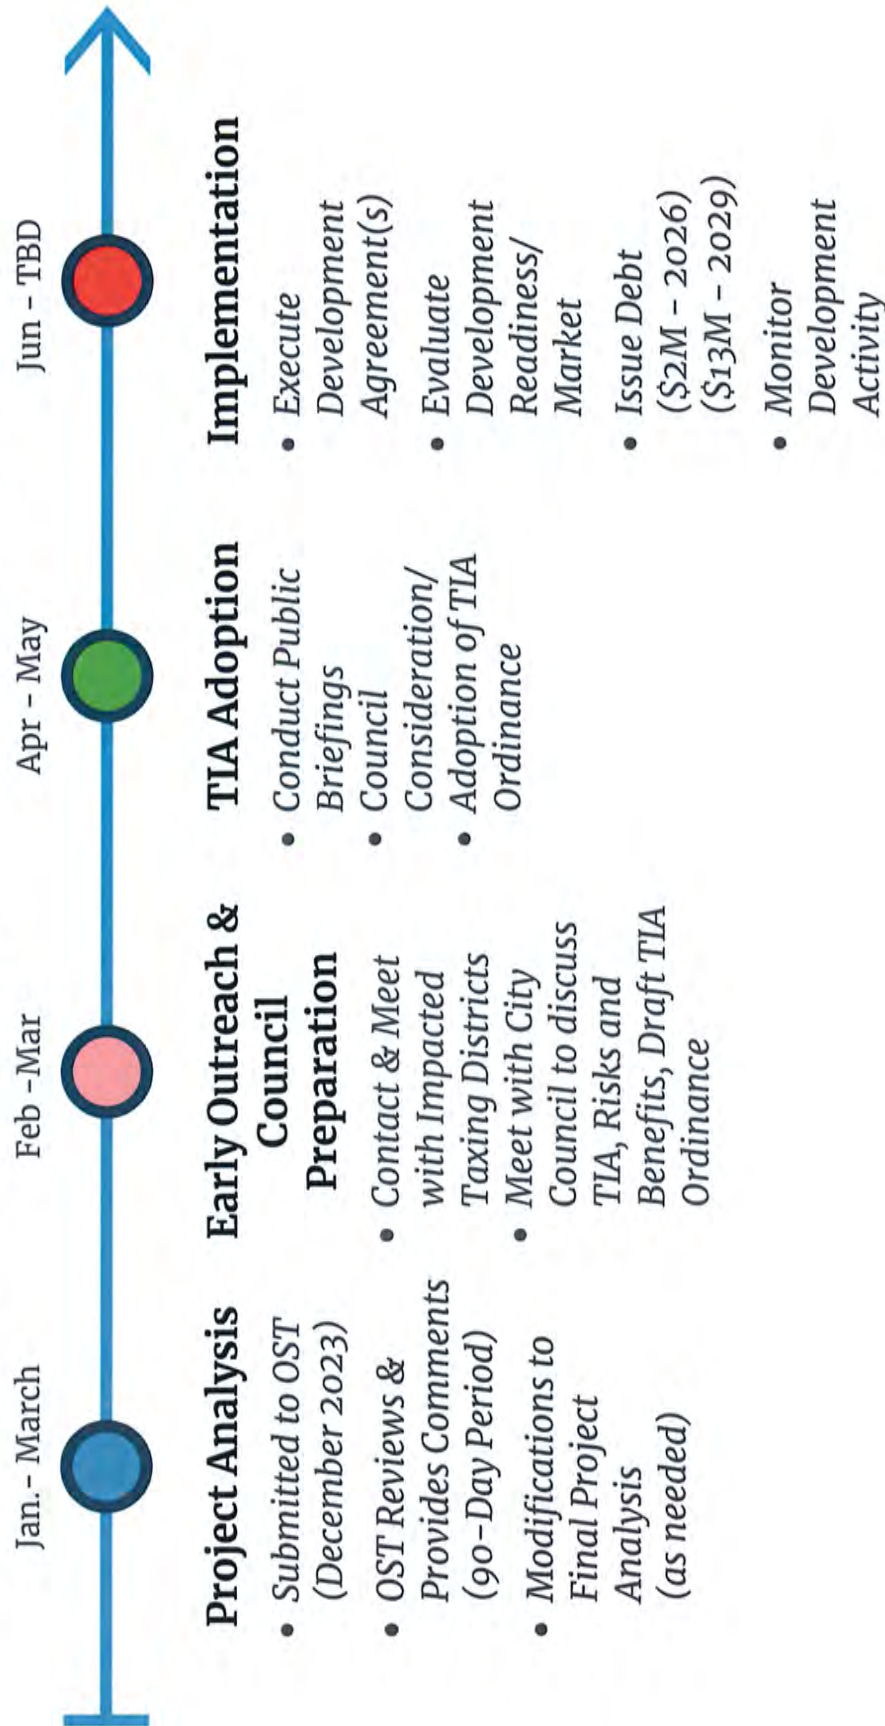 Jan.- March
Feb -Mar
Apr - May
Jun - TBD
Project Analysis
• Submitted to OST
(December 2023)
• OST Reviews &
Provides Comments
(90-Day Period)
• Modifications to
Final Project
Analysis
(as needed)
Early Outreach &
Council
Preparation
• Contact & Meet
with Impacted
Taxing Districts
• Meet with City
Council to discuss
TIA, Risks and
Benefits, Draft TIA
Ordinance
TIA Adoption
• Conduct Public
Briefings
• Council
Consideration/
• Adoption of TIA
Ordinance
Implementation
• Execute
Development
Agreement(s)
• Evaluate
Development
Readiness/
Market
• Issue Debt
($2M - 2026)
($13M - 2029)
• Monitor
Development
Activity